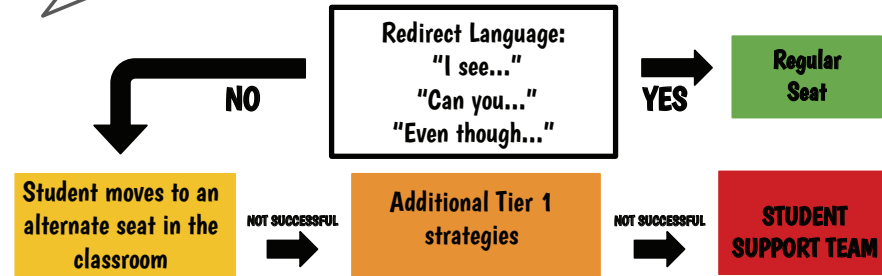 Redirect Language:
"I see..."
"Can you..."
"Even though..."
NO
YES
Regular
Seat
Student moves to an
alternate seat in the
classroom
NOT SUCCESSFUL
Additional Tier 1
strategies
NOT SUCCESSFUL
STUDENT
SUPPORT TEAM